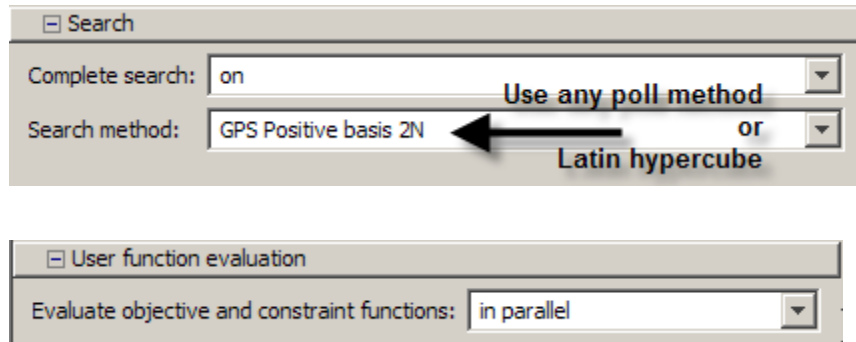 Search
Complete search: on
Use any poll method
Search method: GPS Positive basis 2N or
Latin hypercube
User function evaluation
Evaluate objective and constraint functions: in parallel